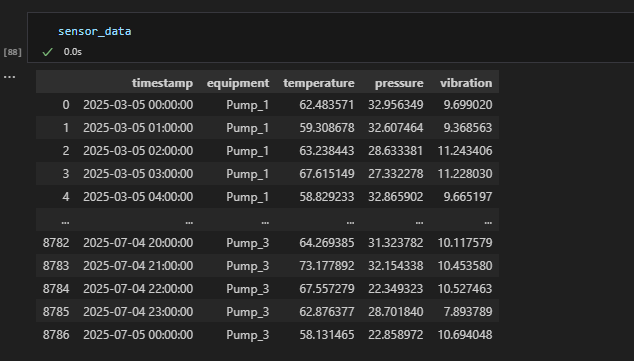 sensor_data
[88]
0.0s
...
timestamp equipment temperature pressure vibration
0 2025-03-05 00:00:00 Pump_1 62.483571 32.956349 9.699020
1 2025-03-05 01:00:00 Pump_1 59.308678 32.607464 9.368563
2 2025-03-05 02:00:00 Pump_1 63.238443 28.633381 11.243406
3 2025-03-05 03:00:00 Pump_1 67.615149 27.332278 11.228030
4 2025-03-05 04:00:00 Pump_1 58.829233 32.865902 9.665197
... ... ... ... ... ...
8782 2025-07-04 20:00:00 Pump_3 64.269385 31.323782 10.117579
8783 2025-07-04 21:00:00 Pump_3 73.177892 32.154338 10.453580
8784 2025-07-04 22:00:00 Pump_3 67.557279 22.349323 10.527463
8785 2025-07-04 23:00:00 Pump_3 62.876377 28.701840 7.893789
8786 2025-07-05 00:00:00 Pump_3 58.131465 22.858972 10.694048